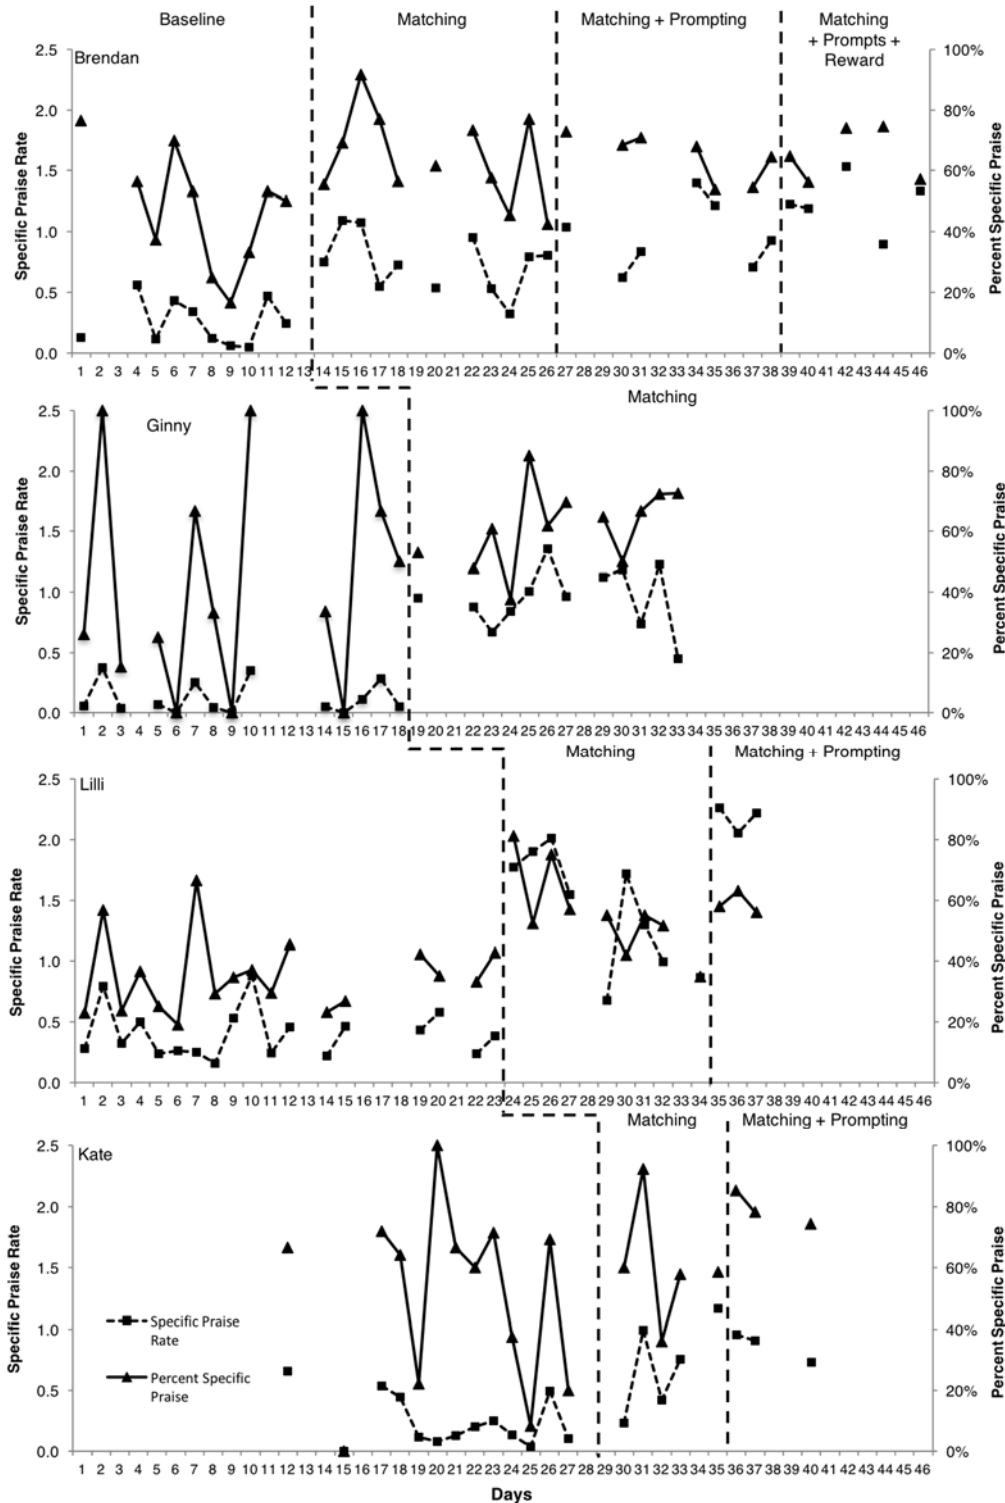 Baseline
Matching
Matching + Prompting
Matching
+ Prompts +
Reward
Brendan
2.5
2.0
1.5
1.0
0.5
0.0
Specific Praise Rate
100%
80%
60%
40%
20%
0%
Percent Specific Praise
1 2 3 4 5 6 7 8 9 10 11 12 13 14 15 16 17 18 19 20 21 22 23 24 25 26 27 28 29 30 31 32 33 34 35 36 37 38 39 40 41 42 43 44 45 46
Matching
Ginny
2.5
2.0
1.5
1.0
0.5
0.0
Specific Praise Rate
100%
80%
60%
40%
20%
0%
Percent Specific Praise
1 2 3 4 5 6 7 8 9 10 11 12 13 14 15 16 17 18 19 20 21 22 23 24 25 26 27 28 29 30 31 32 33 34 35 36 37 38 39 40 41 42 43 44 45 46
Matching
Matching + Prompting
Lilli
2.5
2.0
1.5
1.0
0.5
0.0
Specific Praise Rate
100%
80%
60%
40%
20%
0%
Percent Specific Praise
1 2 3 4 5 6 7 8 9 10 11 12 13 14 15 16 17 18 19 20 21 22 23 24 25 26 27 28 29 30 31 32 33 34 35 36 37 38 39 40 41 42 43 44 45 46
Matching
Matching + Prompting
Kate
2.5
2.0
1.5
1.0
0.5
0.0
Specific Praise Rate
100%
80%
60%
40%
20%
0%
Percent Specific Praise
Specific Praise
Rate
Percent Specific
Praise
1 2 3 4 5 6 7 8 9 10 11 12 13 14 15 16 17 18 19 20 21 22 23 24 25 26 27 28 29 30 31 32 33 34 35 36 37 38 39 40 41 42 43 44 45 46
Days